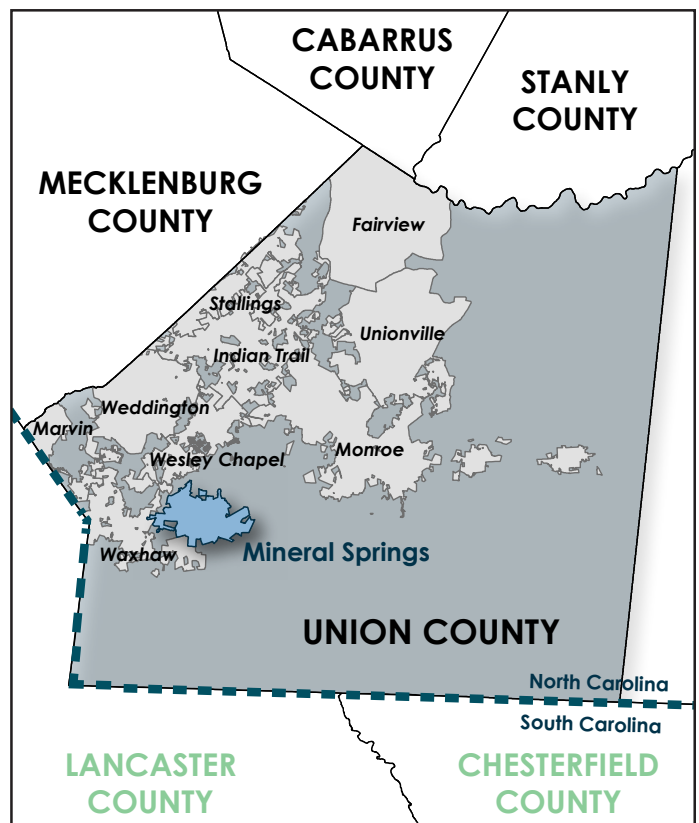 CABARRUS
COUNTY
STANLY
COUNTY
MECKLENBURG
COUNTY
Fairview
Stallings
Unionville
Indian Trail
Weddington
Marvin
Monroe
Wesley Chapel
Mineral Springs
Waxhaw
UNION COUNTY
North Carolina
South Carolina
LANCASTER
COUNTY
CHESTERFIELD
COUNTY